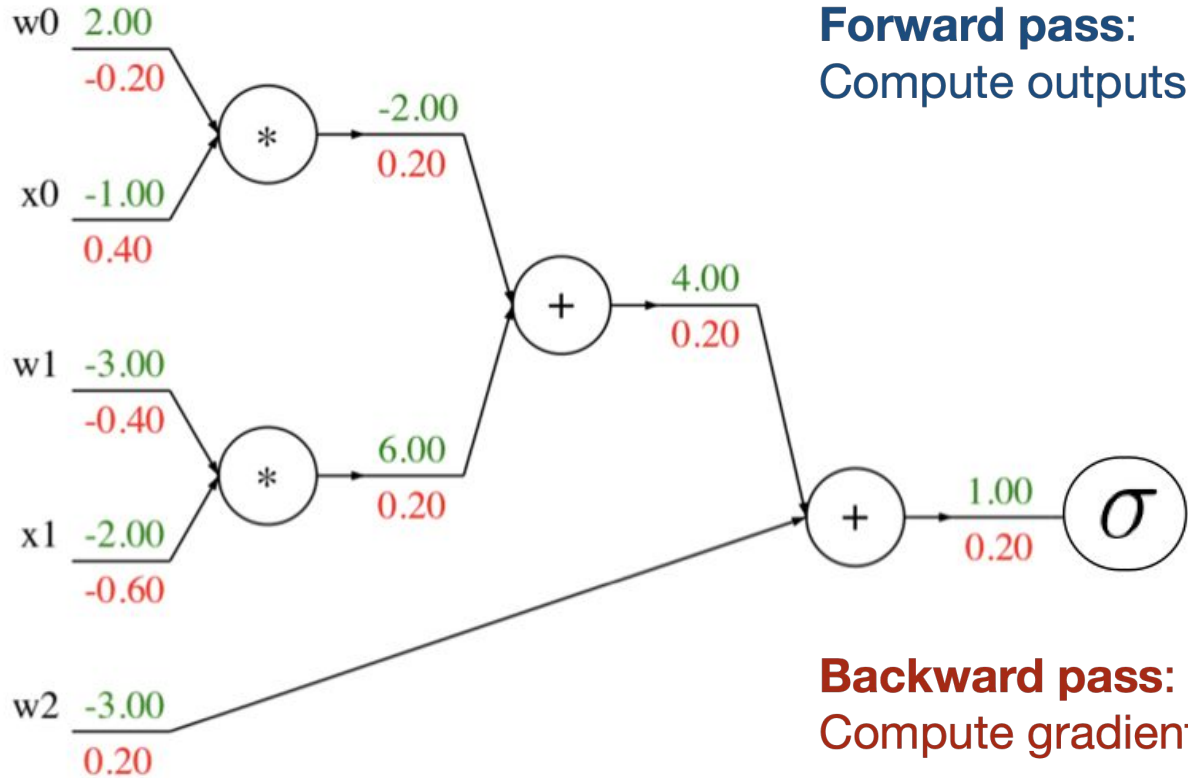 w0 2.00
-0.20
Forward pass:
Compute outputs
*
-2.00
0.20
x0 -1.00
0.40
+
4.00
0.20
w1 -3.00
-0.40
*
6.00
0.20
x1 -2.00
-0.60
+
1.00
0.20
σ
w2 -3.00
0.20
Backward pass:
Compute gradien